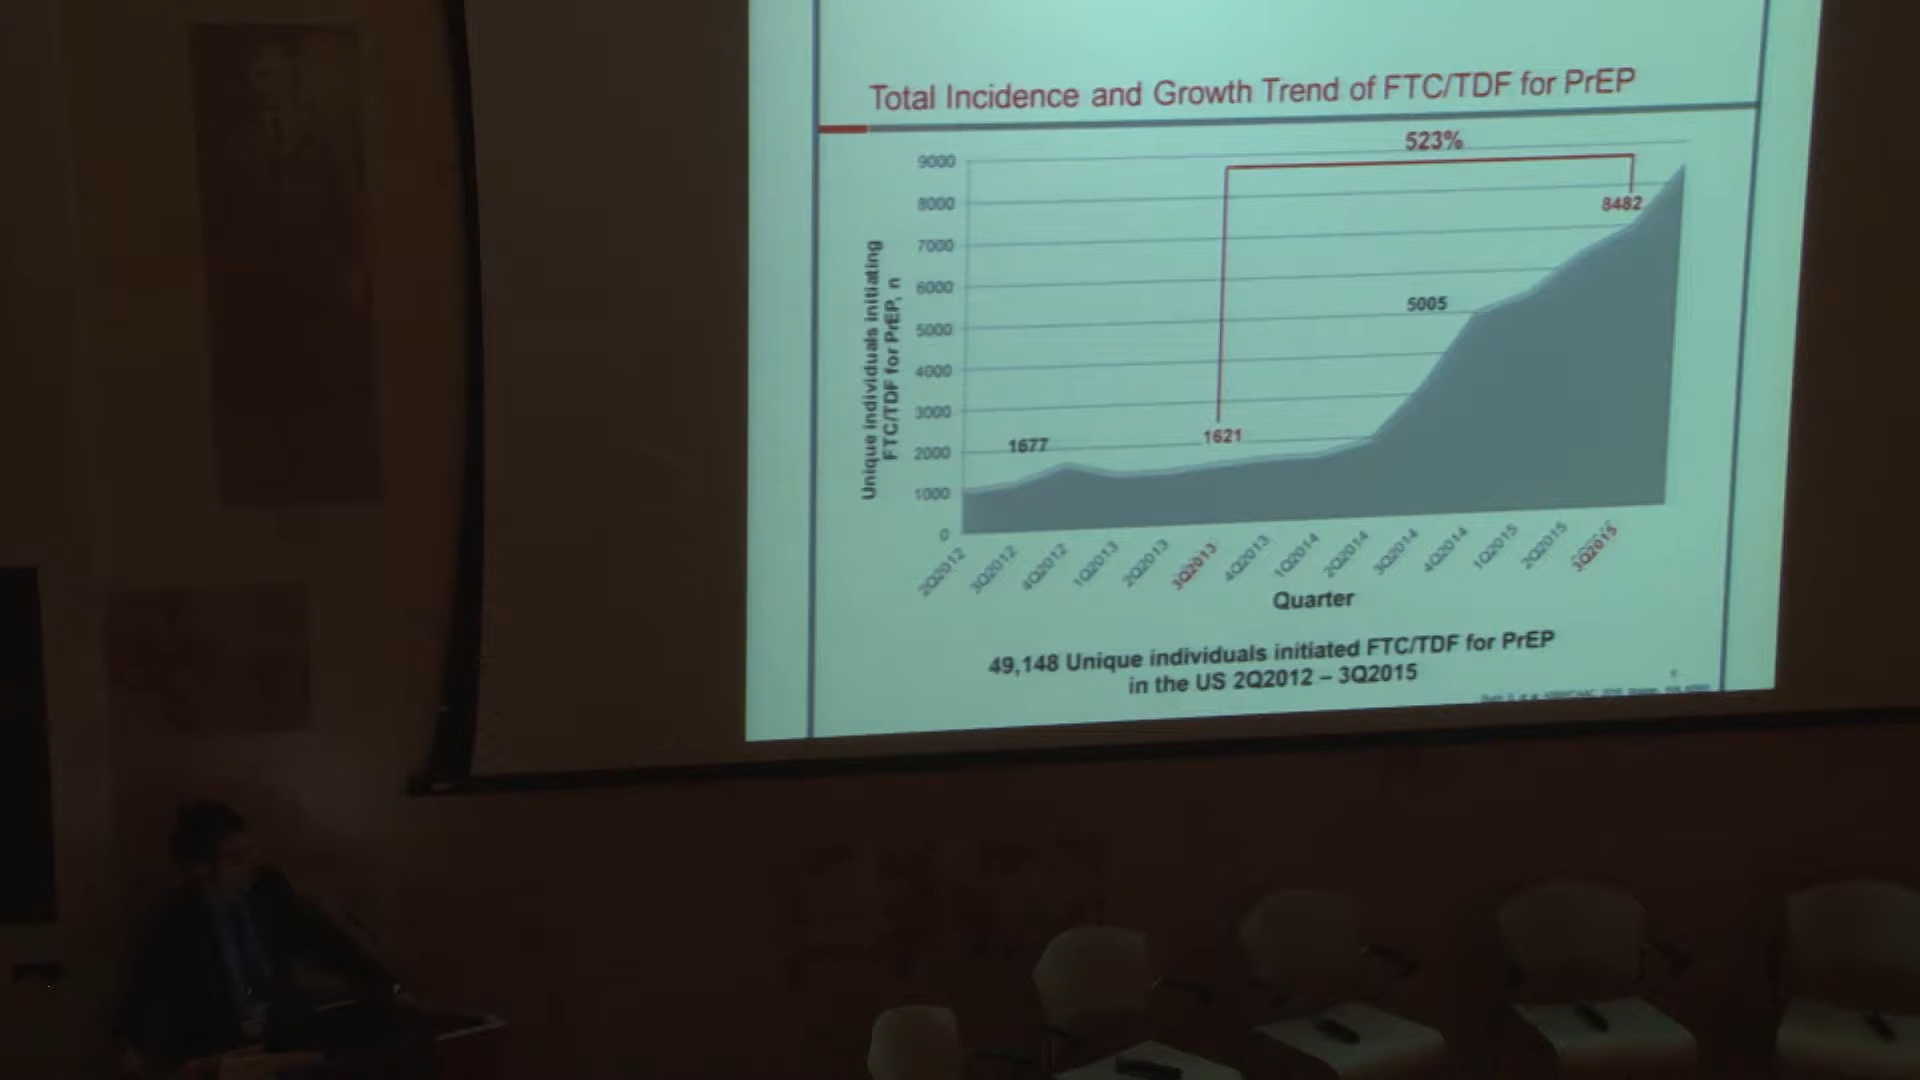 Total Incidence and Growth Trend of FTC/TDF for PrEP
523%
9000
8000
7000
6000
5000
4000
3000
2000
1000
0
Unique individuals initiating
FTC/TDF for PrEP, n
1677
1621
5005
8482
2Q2012
3Q2012
4Q2012
1Q2013
2Q2013
3Q2013
4Q2013
1Q2014
2Q2014
3Q2014
4Q2014
1Q2015
2Q2015
3Q2015
Quarter
49,148 Unique individuals initiated FTC/TDF for PrEP
in the US 2Q2012 – 3Q2015